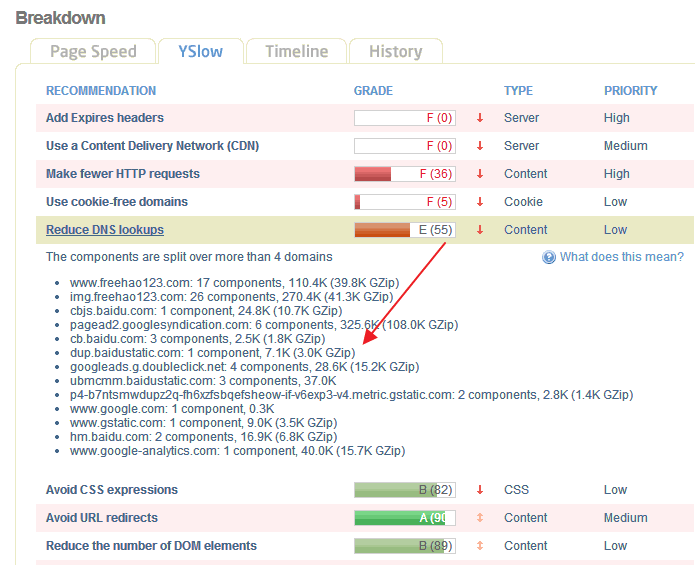 Breakdown
Page Speed YSlow Timeline History
RECOMMENDATION GRADE TYPE PRIORITY
Add Expires headers F (0) Server High
Use a Content Delivery Network (CDN) F (0) Server Medium
Make fewer HTTP requests F (36) Content High
Use cookie-free domains F (5) Cookie Low
Reduce DNS lookups E (55) Content Low
The components are split over more than 4 domains What does this mean?
www.freehao123.com: 17 components, 110.4K (39.8K GZip)
img.freehao123.com: 26 components, 270.4K (41.3K GZip)
cbjs.baidu.com: 1 component, 24.8K (10.7K GZip)
pagead2.googlesyndication.com: 6 components, 325.6K (108.0K GZip)
cb.baidu.com: 3 components, 2.5K (1.8K GZip)
dup.baidustatic.com: 1 component, 7.1K (3.0K GZip)
googleads.g.doubleclick.net: 4 components, 28.6K (15.2K GZip)
ubmcmm.baidustatic.com: 3 components, 37.0K
p4-b7ntsmwdupz2q-fh6xzfsbqefsheow-if-v6exp3-v4.metric.gstatic.com: 2 components, 2.8K (1.4K GZip)
www.google.com: 1 component, 0.3K
www.gstatic.com: 1 component, 9.0K (3.5K GZip)
hm.baidu.com: 2 components, 16.9K (6.8K GZip)
www.google-analytics.com: 1 component, 40.0K (15.7K GZip)
Avoid CSS expressions B (82) CSS Low
Avoid URL redirects A (90 Content Medium
Reduce the number of DOM elements B (89) Content Low